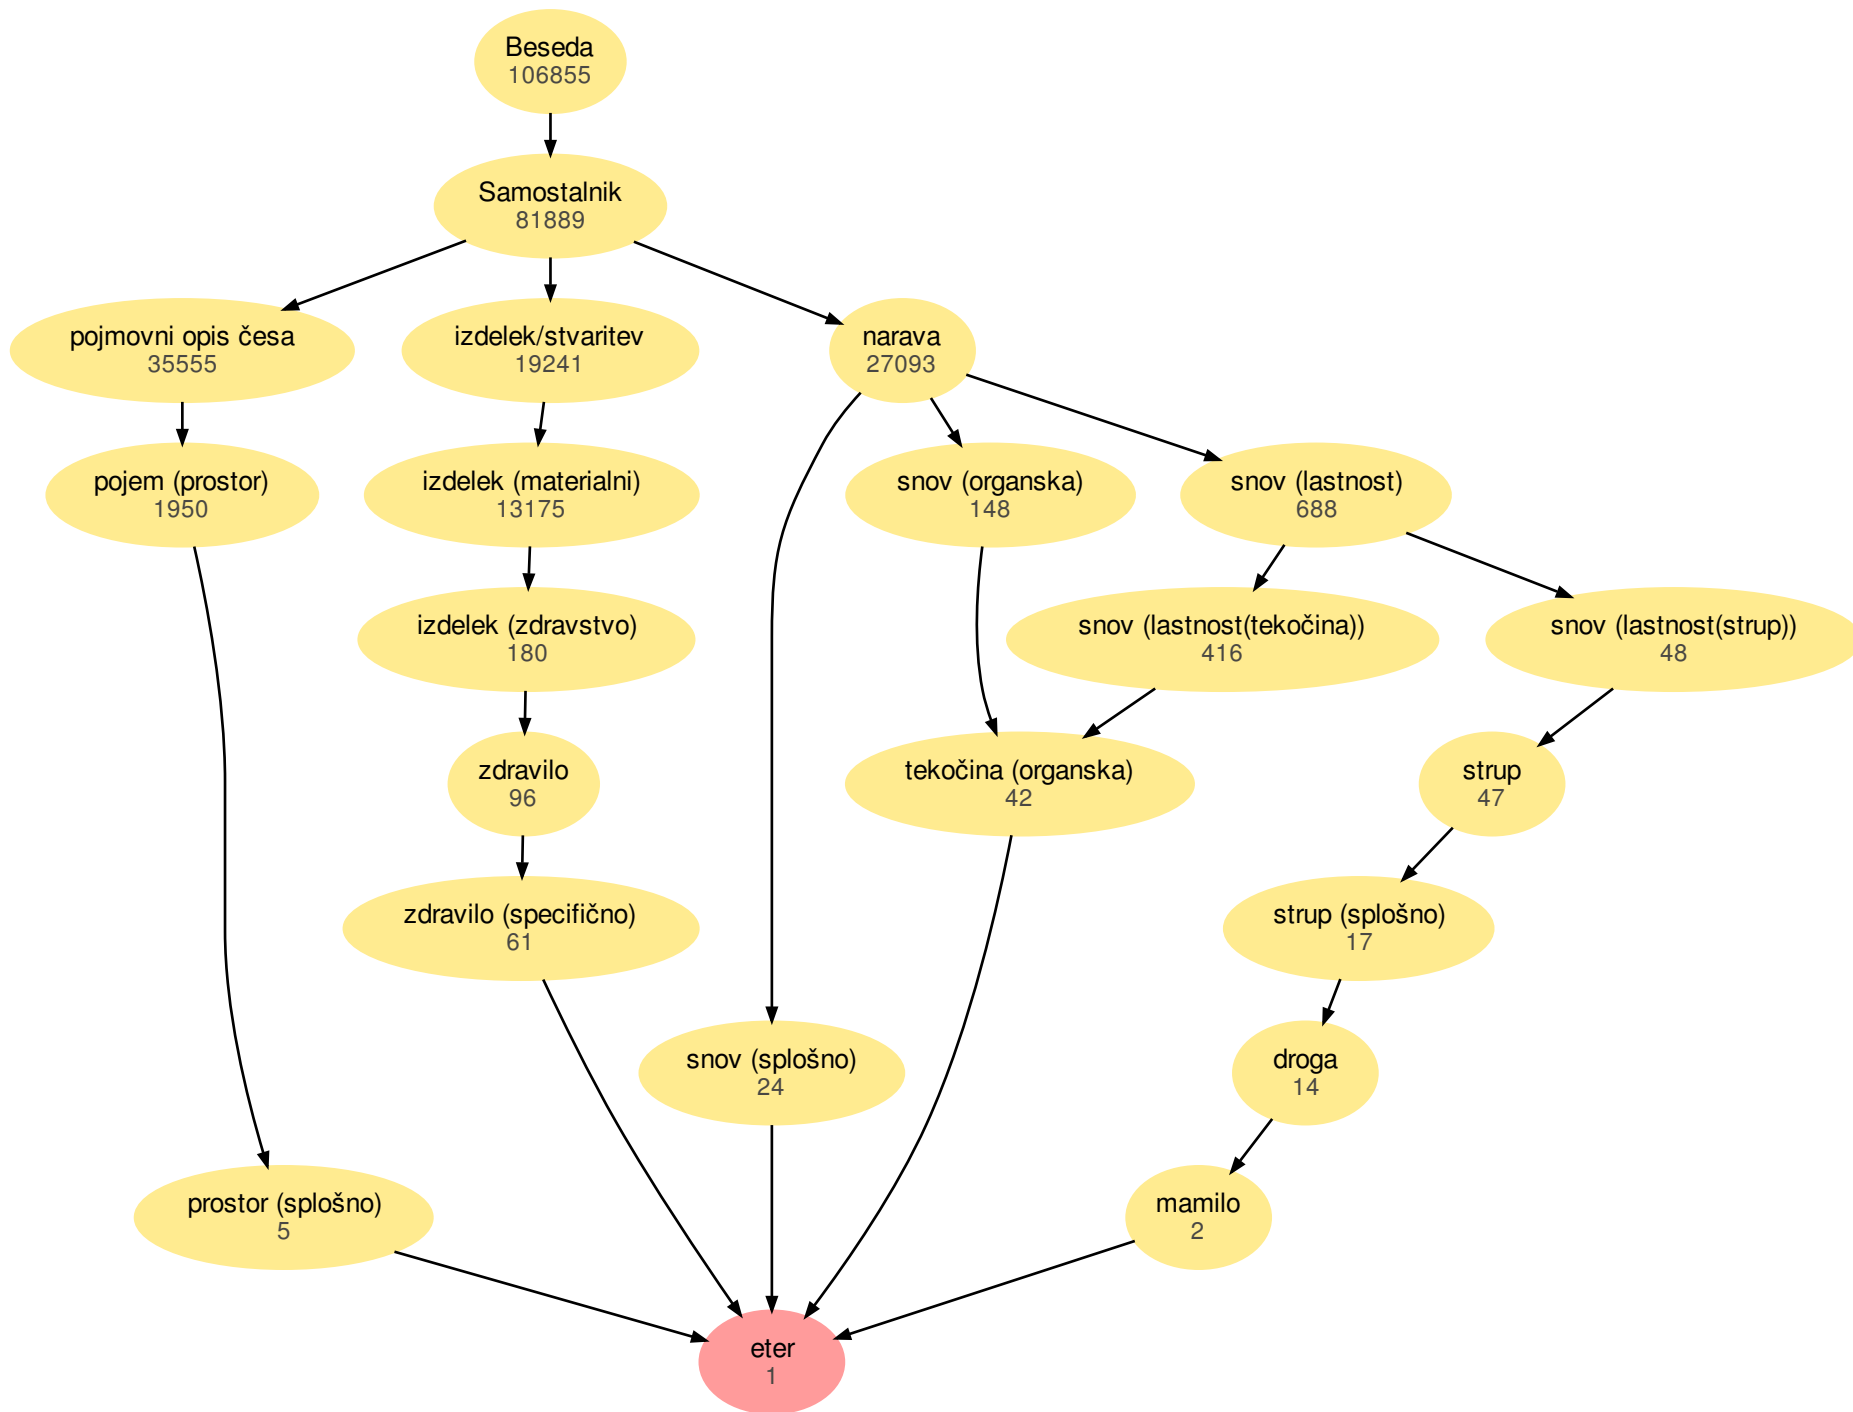 Beseda
106855
Samostalnik
81889
pojmovni opis česa
35555
izdelek/stvaritev
19241
narava
27093
pojem (prostor)
1950
izdelek (materialni)
13175
snov (organska)
148
snov (lastnost)
688
izdelek (zdravstvo)
180
snov (lastnost(tekočina))
416
snov (lastnost(strup))
48
zdravilo
96
tekočina (organska)
42
strup
47
zdravilo (specifično)
61
strup (splošno)
17
snov (splošno)
24
droga
14
prostor (splošno)
5
mamilo
2
eter
1